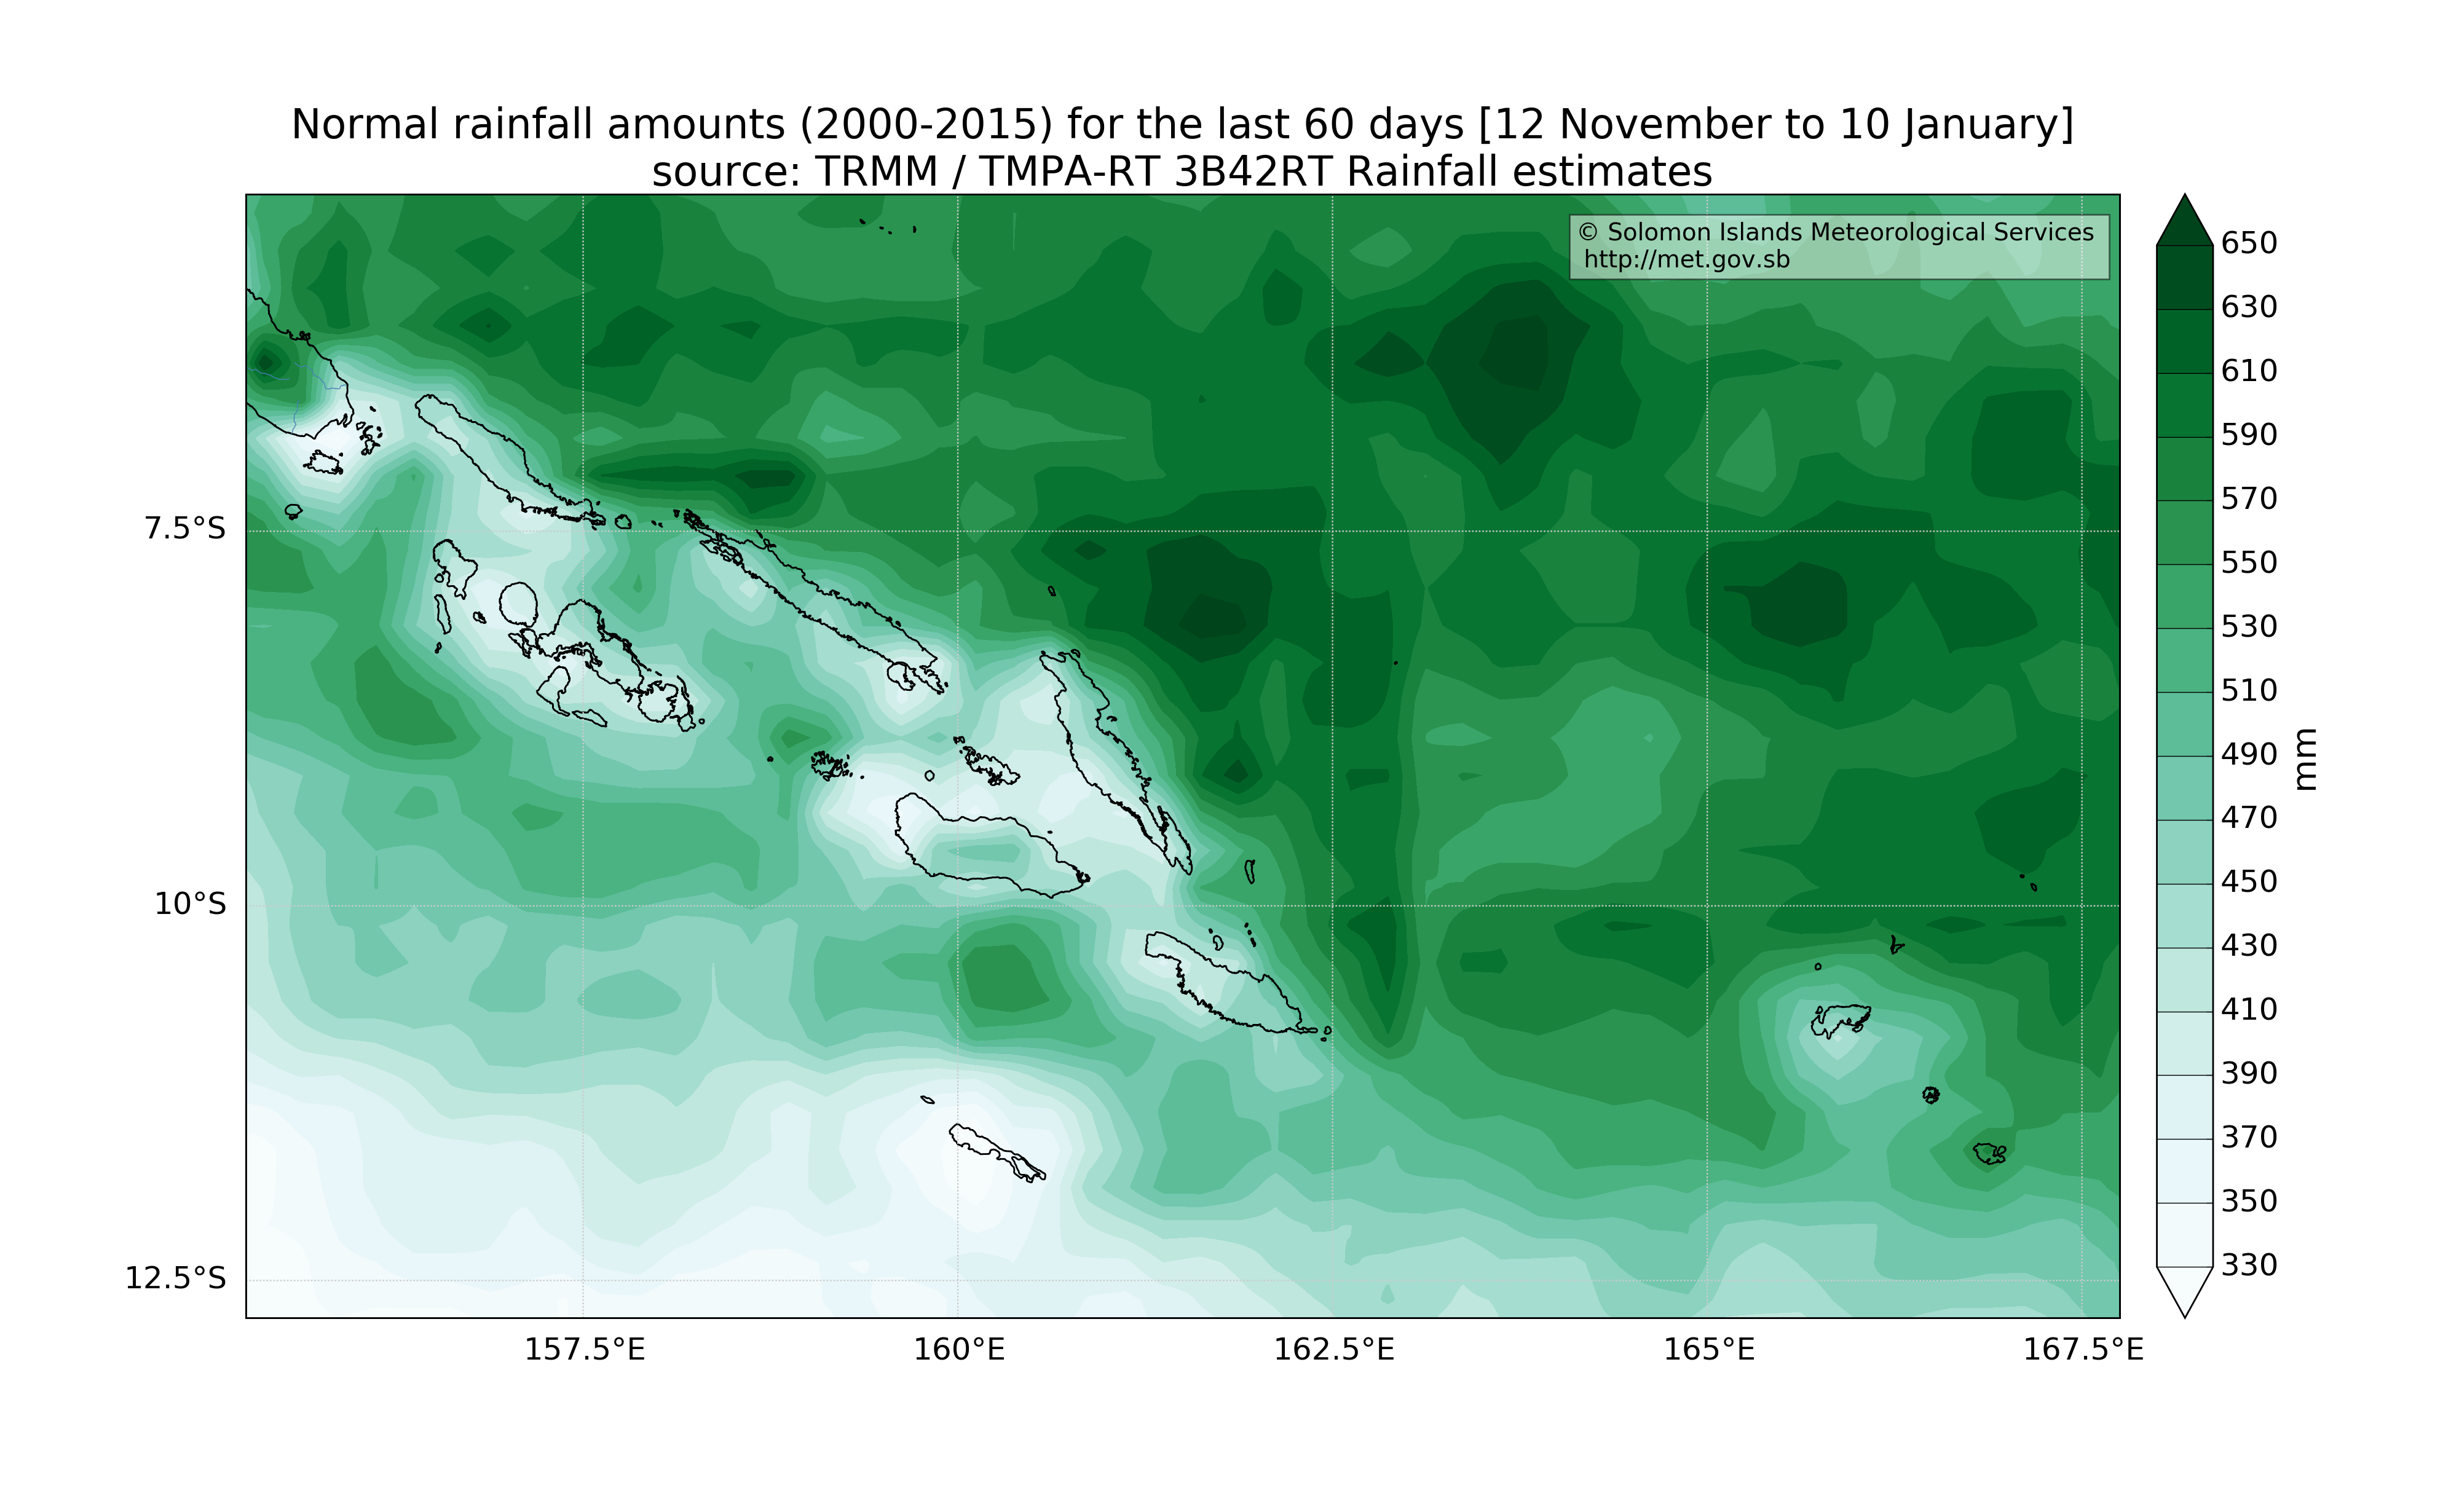 Normal rainfall amounts (2000-2015) for the last 60 days [12 November to 10 January]
source: TRMM / TMPA-RT 3B42RT Rainfall estimates
© Solomon Islands Meteorological Services
http://met.gov.sb
7.5°S
10°S
12.5°S
157.5°E
160°E
162.5°E
165°E
167.5°E
650
630
610
590
570
550
530
510
490
470
450
430
410
390
370
350
330
mm